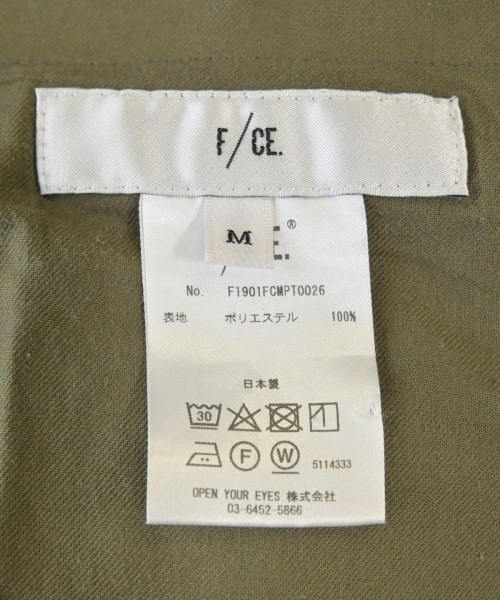 F/CE.
M
®
No. F1901FCMPT0026
表地 ポリエステル 100%
日本製
30
F W 5114333
OPEN YOUR EYES 株式会社
03-6452-5866